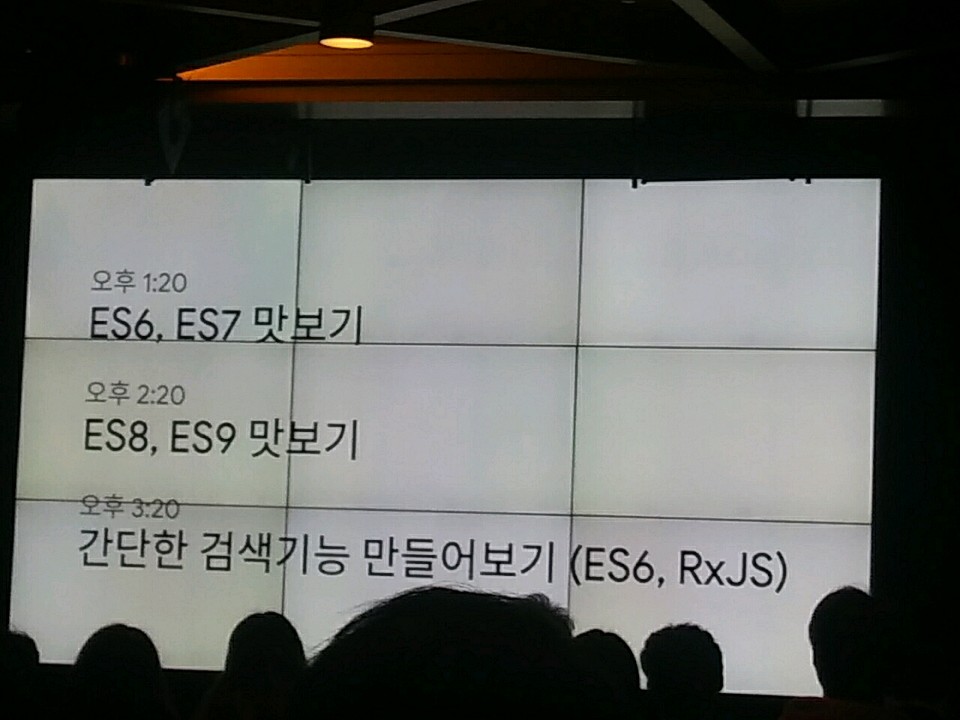 오후 1:20
ES6, ES7 맛보기
오후 2:20
ES8, ES9 맛보기
오후 3:20
간단한 검색기능 만들어보기 (ES6, RxJS)